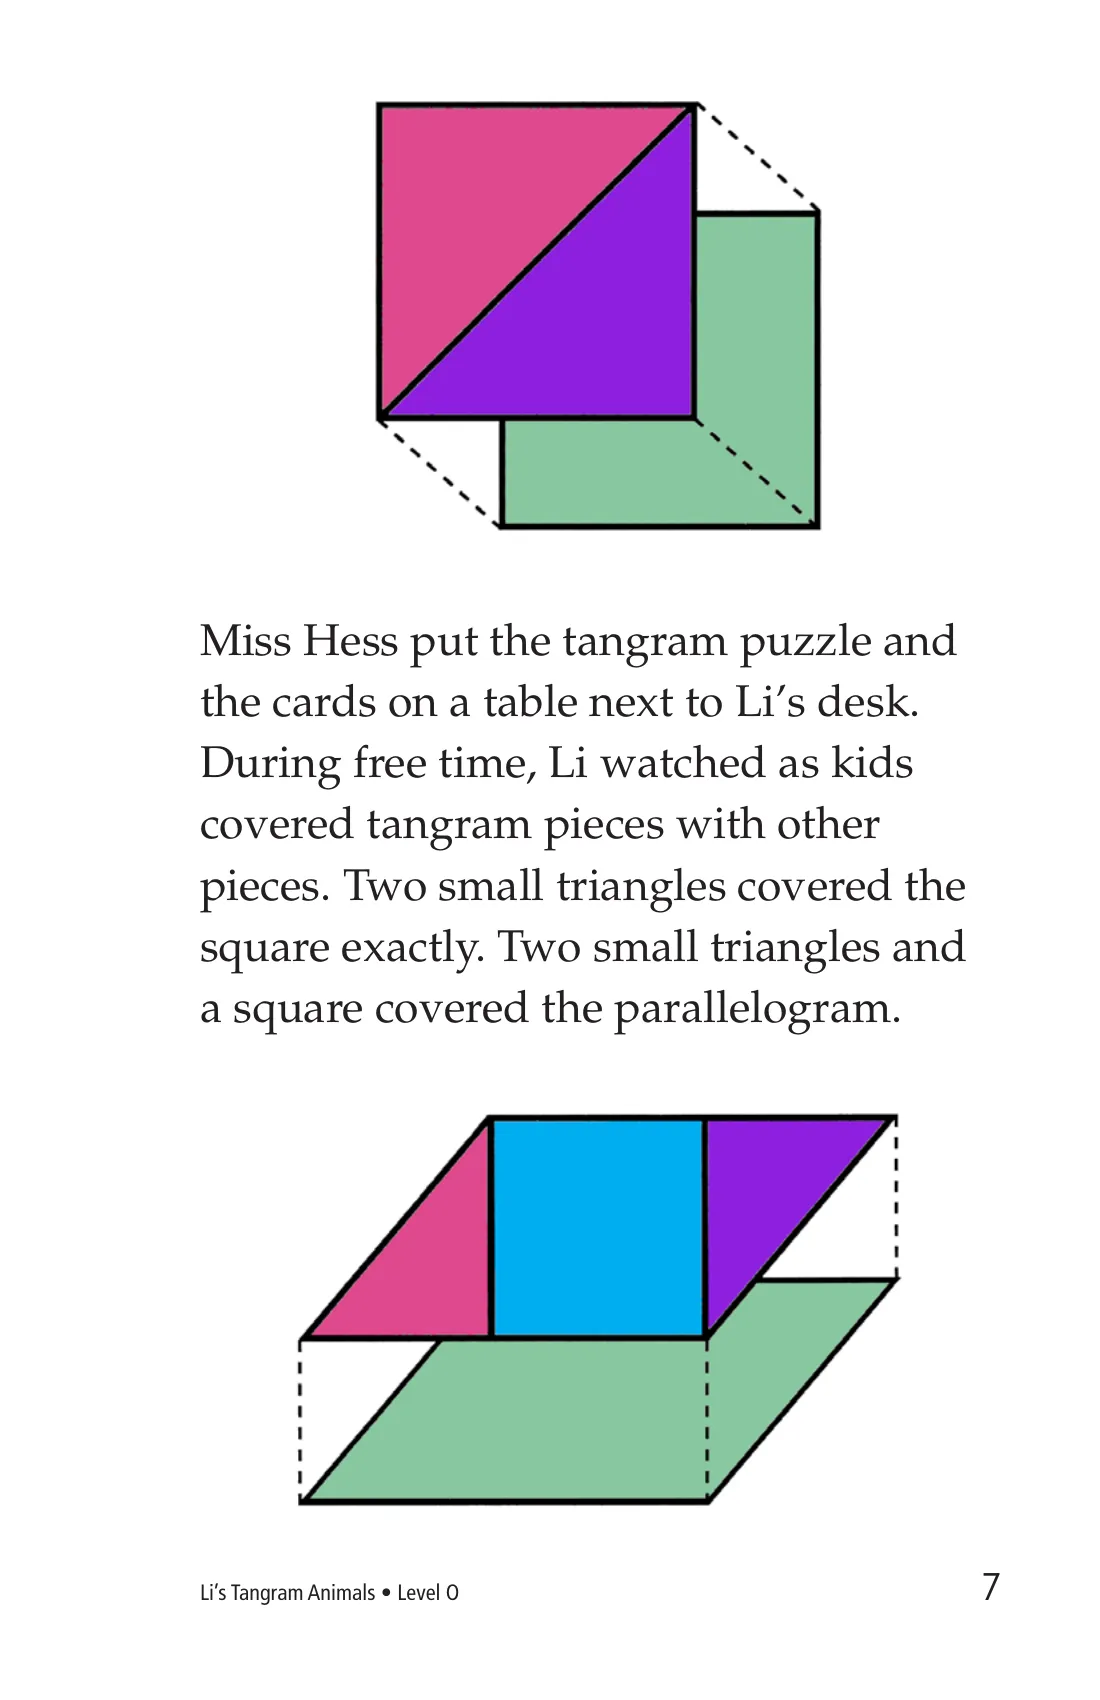 Miss Hess put the tangram puzzle and
the cards on a table next to Li’s desk.
During free time, Li watched as kids
covered tangram pieces with other
pieces. Two small triangles covered the
square exactly. Two small triangles and
a square covered the parallelogram.
Li’s Tangram Animals • Level O
7